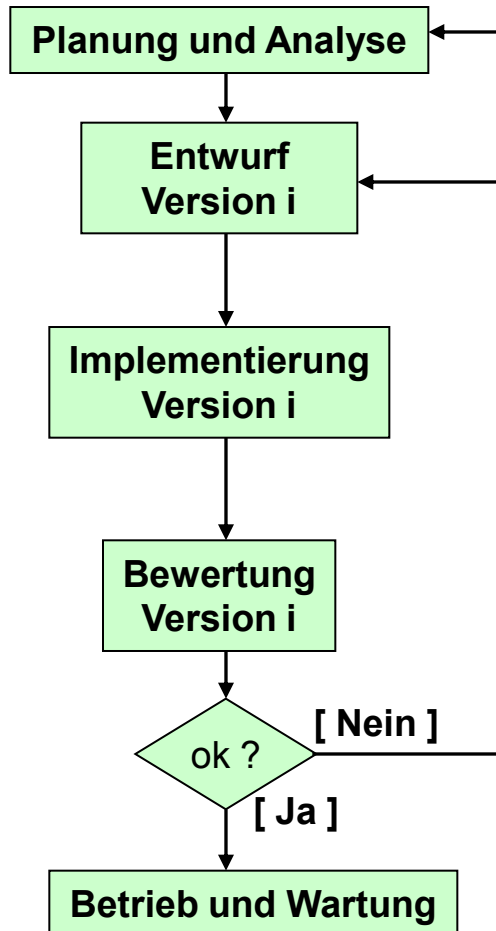 Planung und Analyse
Entwurf
Version i
Implementierung
Version i
Bewertung
Version i
ok ?
[ Nein ]
[ Ja ]
Betrieb und Wartung